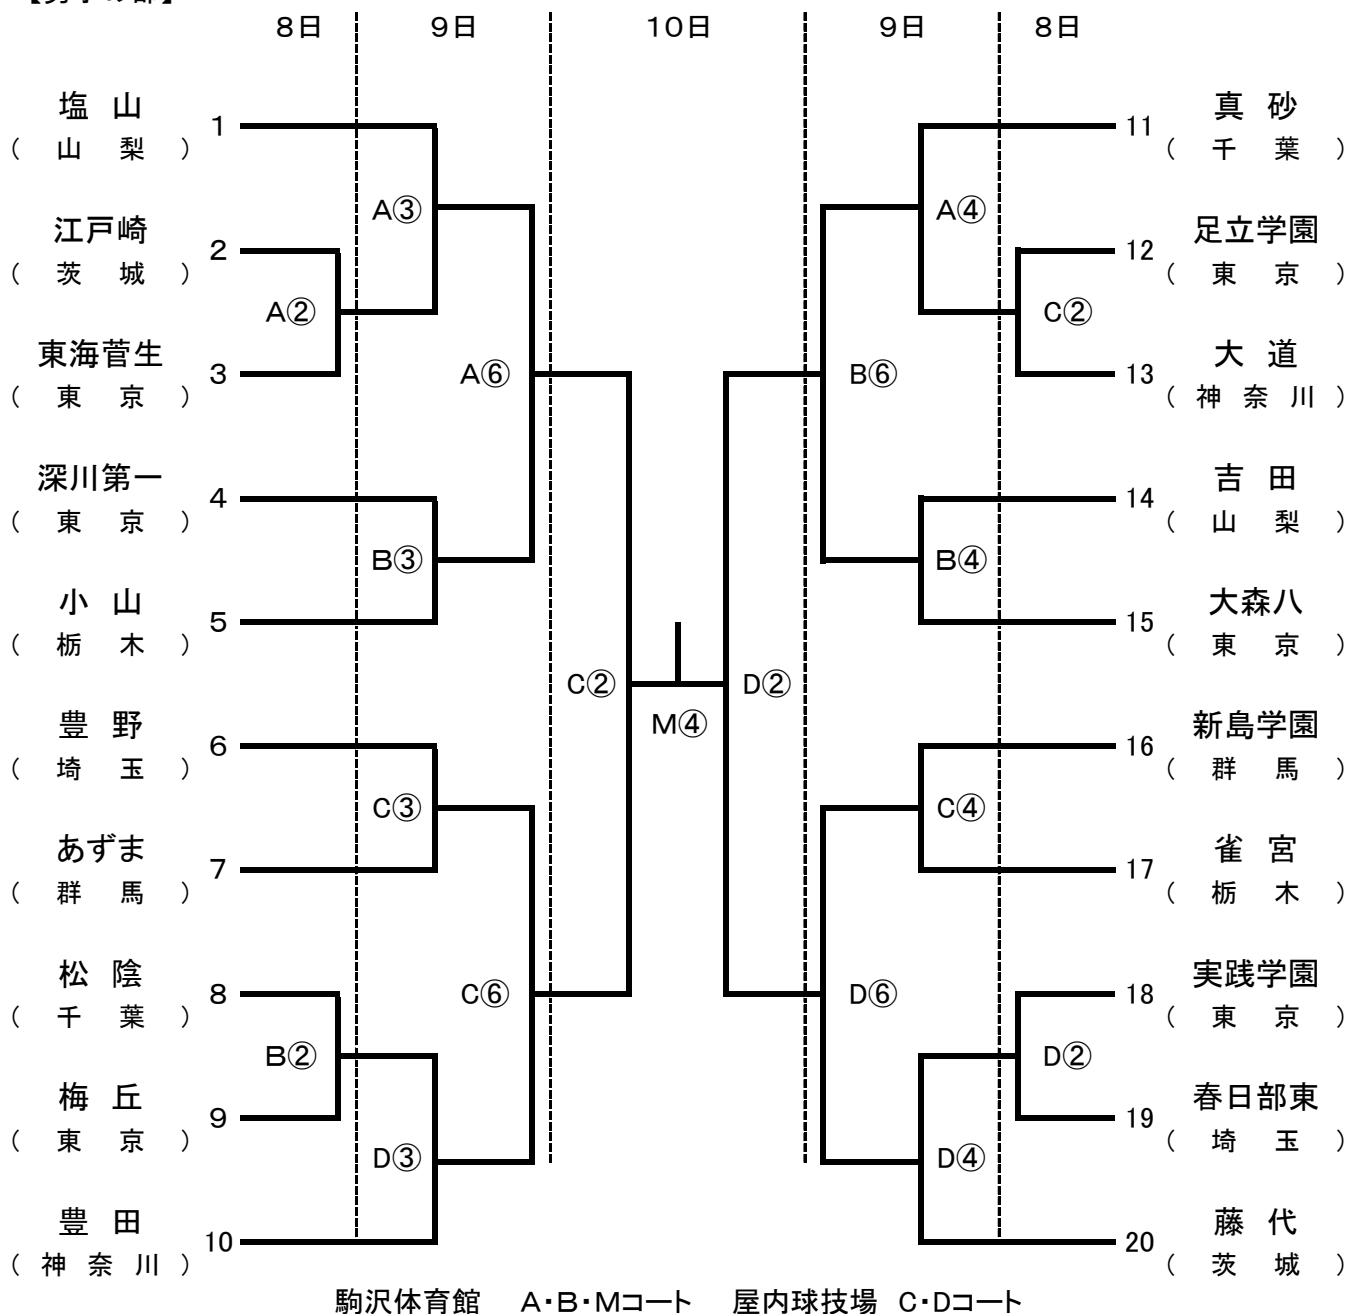 8日 9日 10日 9日 8日
塩 山 1 11 真 砂
( 山 梨 ) ( 千 葉 )
A③ A④
江戸崎 2 12 足立学園
( 茨 城 ) ( 東 京 )
A② C②
東海菅生 3 A⑥ B⑥ 13 大 道
( 東 京 ) ( 神 奈 川 )
深川第一 4 14 吉 田
( 東 京 ) ( 山 梨 )
B③ B④
小 山 5 15 大森八
( 栃 木 ) ( 東 京 )
C② D②
豊 野 6 M④ 16 新島学園
( 埼 玉 ) ( 群 馬 )
C③ C④
あずま 7 17 雀 宮
( 群 馬 ) ( 栃 木 )
松 陰 8 C⑥ D⑥ 18 実践学園
( 千 葉 ) ( 東 京 )
B② D②
梅 丘 9 19 春日部東
( 東 京 ) ( 埼 玉 )
D③ D④
豊 田 10 20 藤 代
( 神 奈 川 ) ( 茨 城 )
駒沢体育館 A・B・Mコート 屋内球技場 C・Dコート